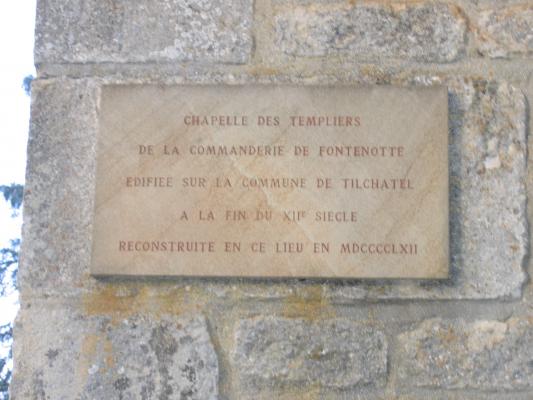 CHAPELLE DES TEMPLIERS
DE LA COMMANDERIE DE FONTENOTTE
EDIFIEE SUR LA COMMUNE DE TILCHATEL
A LA FIN DU XIIE SIECLE
RECONSTRUITE EN CE LIEU EN MDCCCCLXII